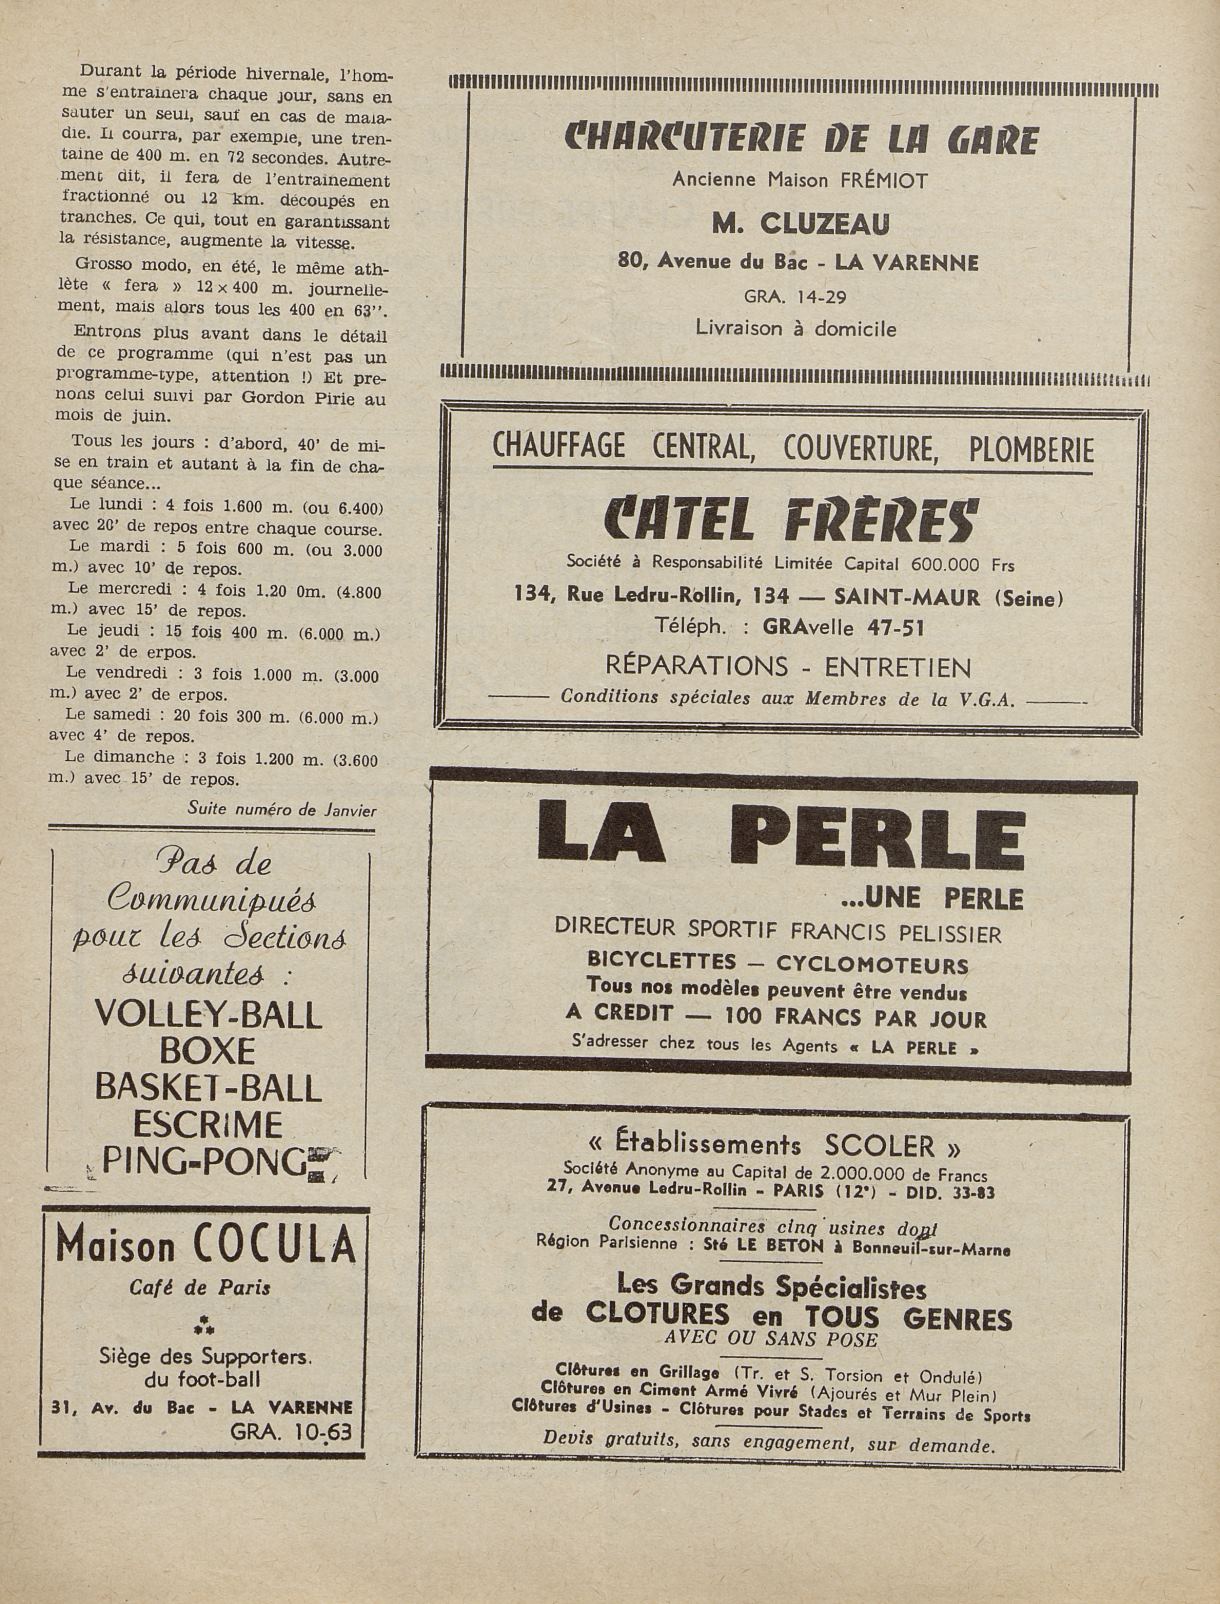 Durant la période hivernale, l'hom-
me s'entrainera chaque jour, sans en
sauter un seul, sauf en cas de mala-
die. Il courra, par exemple, une tren-
taine de 400 m. en 72 secondes. Autre-
ment dit, il fera de l'entrainement
fractionné ou 12 km. découpés en
tranches. Ce qui, tout en garantissant
la résistance, augmente la vitesse.
Grosso modo, en été, le même ath-
lète « fera » 12 × 400 m. journelle-
ment, mais alors tous les 400 en 63''.
Entrons plus avant dans le détail
de ce programme (qui n'est pas un
programme-type, attention !) Et pre-
nons celui suivi par Gordon Pirie au
mois de juin.
Tous les jours : d'abord, 40' de mi-
se en train et autant à la fin de cha-
que séance...
Le lundi : 4 fois 1.600 m. (ou 6.400)
avec 20' de repos entre chaque course.
Le mardi : 5 fois 600 m. (ou 3.000
m.) avec 10' de repos.
Le mercredi : 4 fois 1.20 0m. (4.800
m.) avec 15' de repos.
Le jeudi : 15 fois 400 m. (6.000 m.)
avec 2' de erpos.
Le vendredi : 3 fois 1.000 m. (3.000
m.) avec 2' de erpos.
Le samedi : 20 fois 300 m. (6.000 m.)
avec 4' de repos.
Le dimanche : 3 fois 1.200 m. (3.600
m.) avec 15' de repos.
Suite numéro de Janvier
Pas de
Communiqués
pour les Sections
suivantes :
VOLLEY-BALL
BOXE
BASKET-BALL
ESCRIME
PING-PONG
Maison COCULA
Café de Paris
Siège des Supporters.
du foot-ball
31, Av. du Bac - LA VARENNE
GRA. 10-63
CHARCUTERIE DE LA GARE
Ancienne Maison FRÉMIOT
M. CLUZEAU
80, Avenue du Bac - LA VARENNE
GRA. 14-29
Livraison à domicile
CHAUFFAGE CENTRAL, COUVERTURE, PLOMBERIE
CATEL FRÈRES
Société à Responsabilité Limitée Capital 600.000 Frs
134, Rue Ledru-Rollin, 134 — SAINT-MAUR (Seine)
Téléph. : GRAvelle 47-51
RÉPARATIONS - ENTRETIEN
Conditions spéciales aux Membres de la V.G.A.
LA PERLE
...UNE PERLE
DIRECTEUR SPORTIF FRANCIS PELISSIER
BICYCLETTES — CYCLOMOTEURS
Tous nos modèles peuvent être vendus
A CREDIT — 100 FRANCS PAR JOUR
S'adresser chez tous les Agents « LA PERLE »
« Établissements SCOLER »
Société Anonyme au Capital de 2.000.000 de Francs
27, Avenue Ledru-Rollin - PARIS (12e) - DID. 33-83
Concessionnaires cinq usines dont
Région Parisienne : Sté LE BETON à Bonneuil-sur-Marne
Les Grands Spécialistes
de CLOTURES en TOUS GENRES
AVEC OU SANS POSE
Clôtures en Grillage (Tr. et S. Torsion et Ondulé)
Clôtures en Ciment Armé Vivré (Ajourés et Mur Plein)
Clôtures d'Usines - Clôtures pour Stades et Terrains de Sports
Devis gratuits, sans engagement, sur demande.